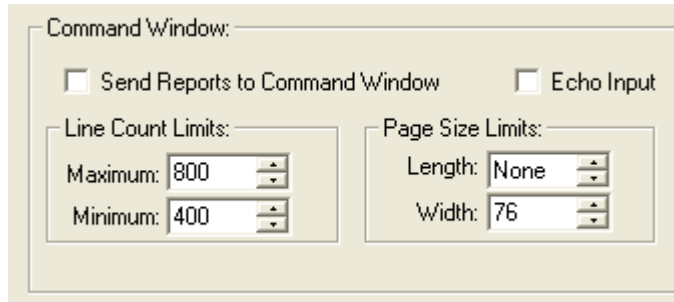 Command Window:
Send Reports to Command Window Echo Input
Line Count Limits: Page Size Limits:
Maximum: 800 Length: None
Minimum: 400 Width: 76